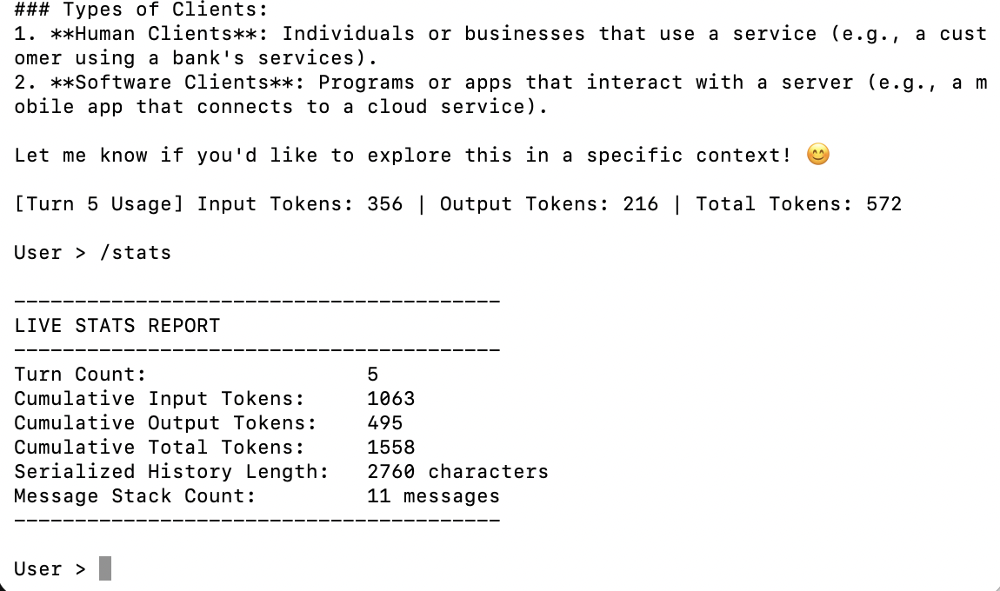 ### Types of Clients:
1. **Human Clients**: Individuals or businesses that use a service (e.g., a cust
omer using a bank's services).
2. **Software Clients**: Programs or apps that interact with a server (e.g., a m
obile app that connects to a cloud service).
Let me know if you'd like to explore this in a specific context! 😊
[Turn 5 Usage] Input Tokens: 356 | Output Tokens: 216 | Total Tokens: 572
User > /stats
----------------------------------------
LIVE STATS REPORT
----------------------------------------
Turn Count: 5
Cumulative Input Tokens: 1063
Cumulative Output Tokens: 495
Cumulative Total Tokens: 1558
Serialized History Length: 2760 characters
Message Stack Count: 11 messages
----------------------------------------
User >